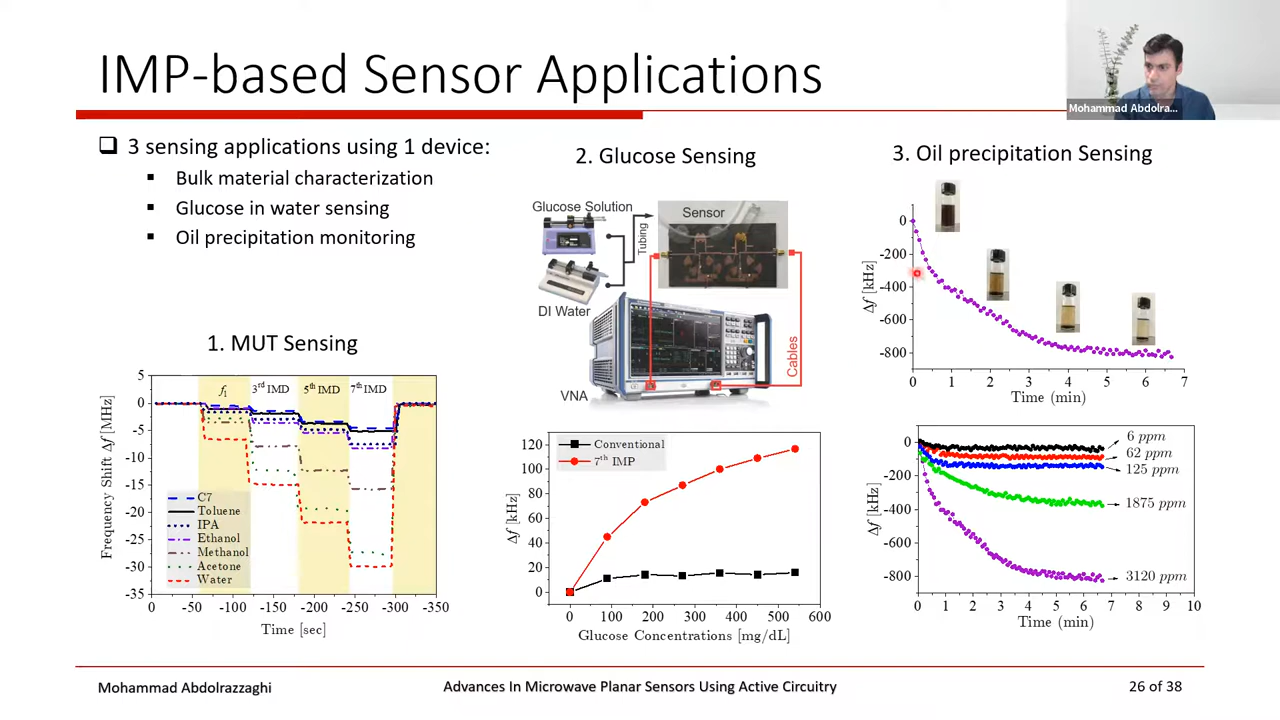 IMP-based Sensor Applications
Mohammad Abdolra...
3 sensing applications using 1 device:
Bulk material characterization
Glucose in water sensing
Oil precipitation monitoring
1. MUT Sensing
5
0
-5
-10
-15
-20
-25
-30
-35
Frequency Shift Δf [MHz]
f1
3rd IMD
5th IMD
7th IMD
C7
Toluene
IPA
Ethanol
Methanol
Acetone
Water
0 -50 -100 -150 -200 -250 -300 -350
Time [sec]
2. Glucose Sensing
Glucose Solution
Tubing
Sensor
DI Water
VNA
Cables
Conventional
7th IMP
120
100
80
60
40
20
0
Δf [kHz]
0 100 200 300 400 500 600
Glucose Concentrations [mg/dL]
3. Oil precipitation Sensing
0
-200
-400
-600
-800
Δf [kHz]
0 1 2 3 4 5 6 7
Time (min)
0
-200
-400
-600
-800
Δf [kHz]
6 ppm
62 ppm
125 ppm
1875 ppm
3120 ppm
0 1 2 3 4 5 6 7 8 9 10
Time (min)
Mohammad Abdolrazzaghi
Advances In Microwave Planar Sensors Using Active Circuitry
26 of 38